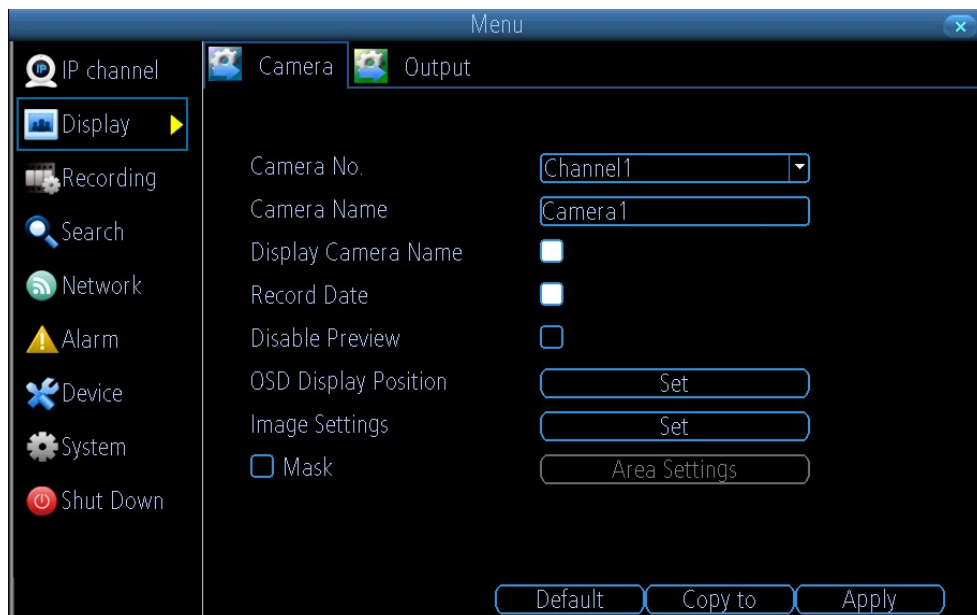 Menu
IP channel
Display
Recording
Search
Network
Alarm
Device
System
Shut Down
Camera Output
Camera No. Channel1
Camera Name Camera1
Display Camera Name
Record Date
Disable Preview
OSD Display Position Set
Image Settings Set
Mask Area Settings
Default Copy to Apply